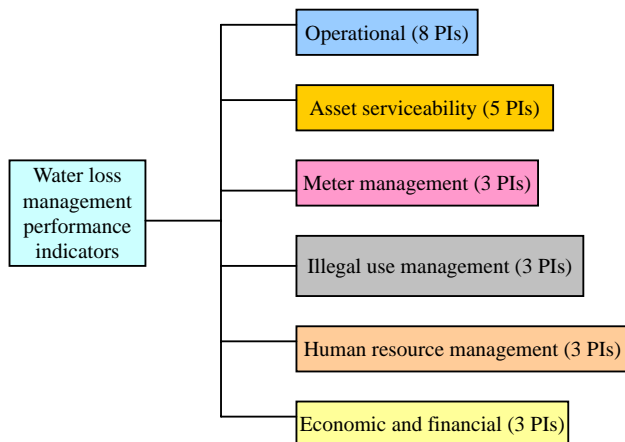 Operational (8 PIs)
Asset serviceability (5 PIs)
Water loss
management
performance
indicators
Meter management (3 PIs)
Illegal use management (3 PIs)
Human resource management (3 PIs)
Economic and financial (3 PIs)